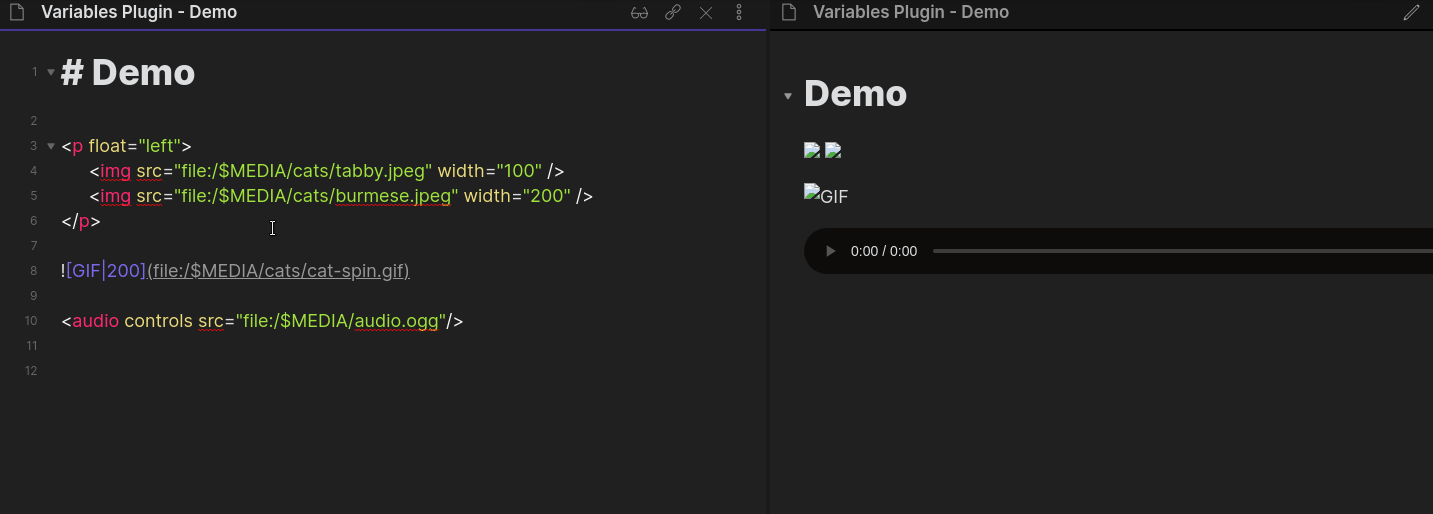 Variables Plugin - Demo
1 # Demo
2
3 <p float="left">
4 <img src="file:/$MEDIA/cats/tabby.jpeg" width="100" />
5 <img src="file:/$MEDIA/cats/burmese.jpeg" width="200" />
6 </p>
7
8 ![GIF|200](file:/$MEDIA/cats/cat-spin.gif)
9
10 <audio controls src="file:/$MEDIA/audio.ogg"/>
11
12
Variables Plugin - Demo
Demo
GIF
0:00 / 0:00